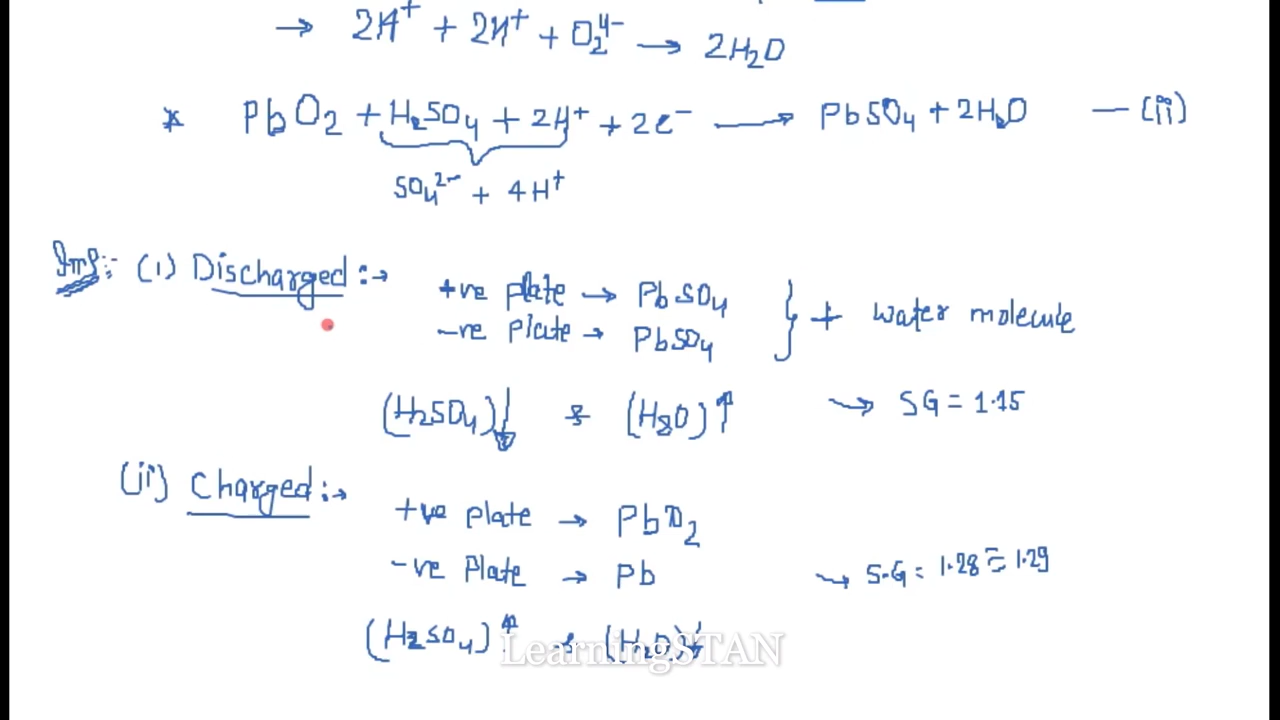 → 2H⁺ + 2H⁺ + O₂⁴⁻ → 2H₂O
* PbO₂ + H₂SO₄ + 2H⁺ + 2e⁻ → PbSO₄ + 2H₂O — (ii)
SO₄²⁻ + 4H⁺
Imp:- (i) Discharged :→
+ve plate → PbSO₄
-ve plate → PbSO₄
} + water molecule
(H₂SO₄)↓ & (H₂O)↑ → SG = 1.15
(ii) Charged :→
+ve plate → PbO₂
-ve Plate → Pb
→ S.G = 1.28 ≈ 1.29
(H₂SO₄)↑ & (H₂O)↓
LearningSTAN